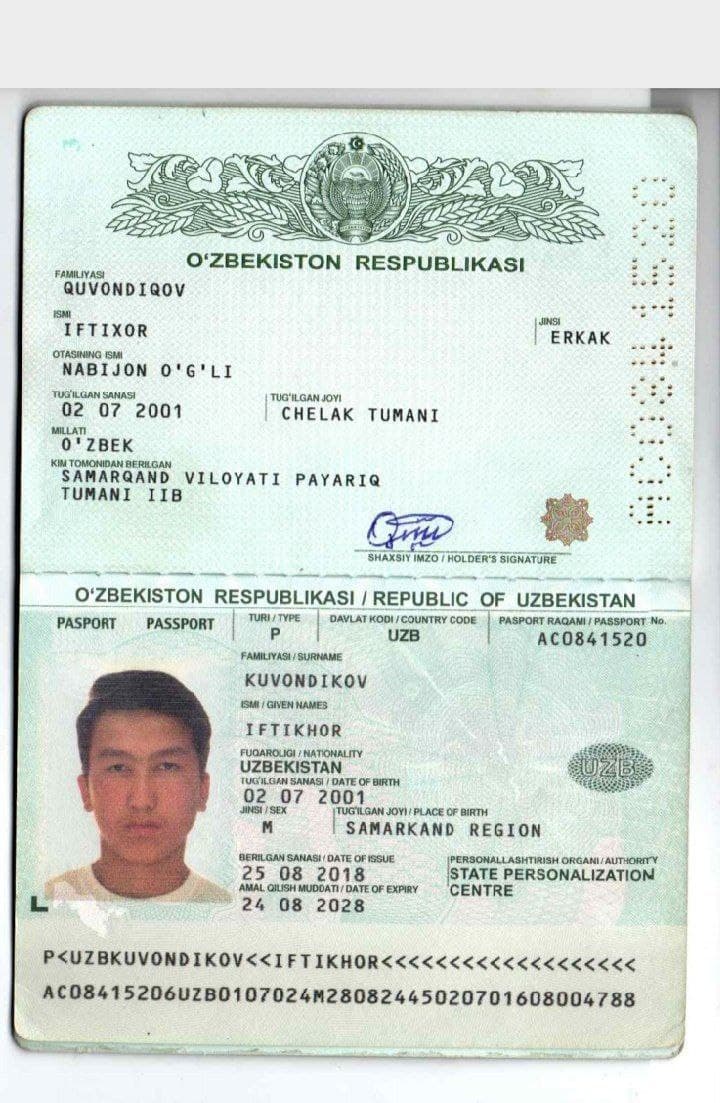 O'ZBEKISTON RESPUBLIKASI
FAMILIYASI
QUVONDIQOV
ISMI
IFTIXOR
JINSI
ERKAK
OTASINING ISMI
NABIJON O'G'LI
TUG'ILGAN SANASI
02 07 2001
TUG'ILGAN JOYI
CHELAK TUMANI
MILLATI
O'ZBEK
KIM TOMONIDAN BERILGAN
SAMARQAND VILOYATI PAYARIQ
TUMANI IIB
SHAXSIY IMZO / HOLDER'S SIGNATURE
AC0841520
O'ZBEKISTON RESPUBLIKASI / REPUBLIC OF UZBEKISTAN
PASPORT PASSPORT
TURI / TYPE
P
DAVLAT KODI / COUNTRY CODE
UZB
PASPORT RAQAMI / PASSPORT No.
AC0841520
FAMILIYASI / SURNAME
KUVONDIKOV
ISMI / GIVEN NAMES
IFTIKHOR
FUQAROLIGI / NATIONALITY
UZBEKISTAN
TUG'ILGAN SANASI / DATE OF BIRTH
02 07 2001
JINSI / SEX
M
TUG'ILGAN JOYI / PLACE OF BIRTH
SAMARKAND REGION
UZB
BERILGAN SANASI / DATE OF ISSUE
25 08 2018
AMAL QILISH MUDDATI / DATE OF EXPIRY
24 08 2028
PERSONALLASHTIRISH ORGANI / AUTHORITY
STATE PERSONALIZATION
CENTRE
P<UZBKUVONDIKOV<<IFTIKHOR<<<<<<<<<<<<<<<<<<<
AC08415206UZB0107024M28082445020701608004788